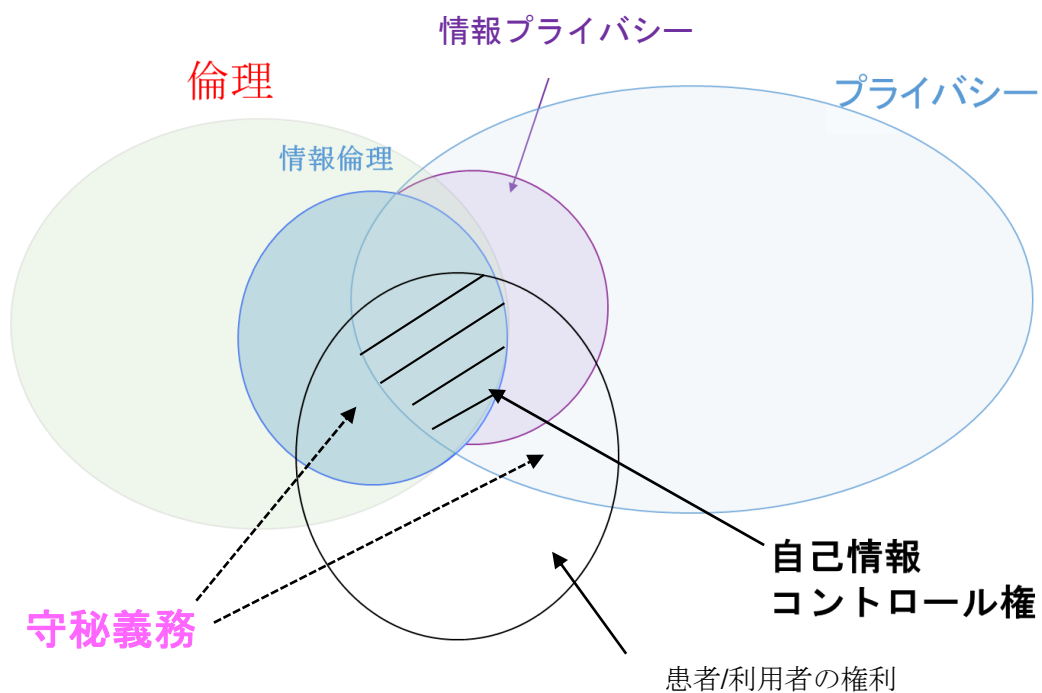 情報プライバシー
倫理
プライバシー
情報倫理
自己情報
コントロール権
守秘義務
患者/利用者の権利